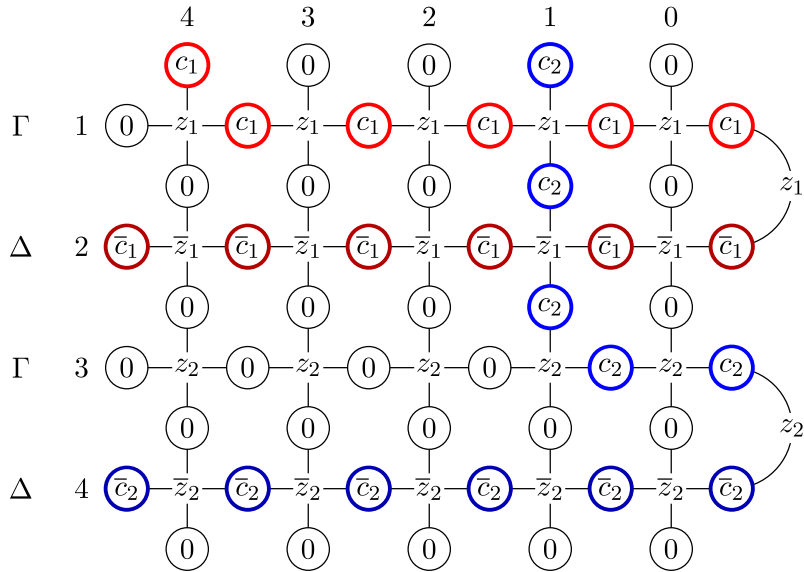 4 3 2 1 0
c₁ 0 0 c₂ 0
Γ 1 0 z₁ c₁ z₁ c₁ z₁ c₁ z₁ c₁ z₁ c₁
0 0 0 c₂ 0 z₁
Δ 2 c̅₁ z̅₁ c̅₁ z̅₁ c̅₁ z̅₁ c̅₁ z̅₁ c̅₁ z̅₁ c̅₁
0 0 0 c₂ 0
Γ 3 0 z₂ 0 z₂ 0 z₂ 0 z₂ c₂ z₂ c₂
0 0 0 0 0 z₂
Δ 4 c̅₂ z̅₂ c̅₂ z̅₂ c̅₂ z̅₂ c̅₂ z̅₂ c̅₂ z̅₂ c̅₂
0 0 0 0 0